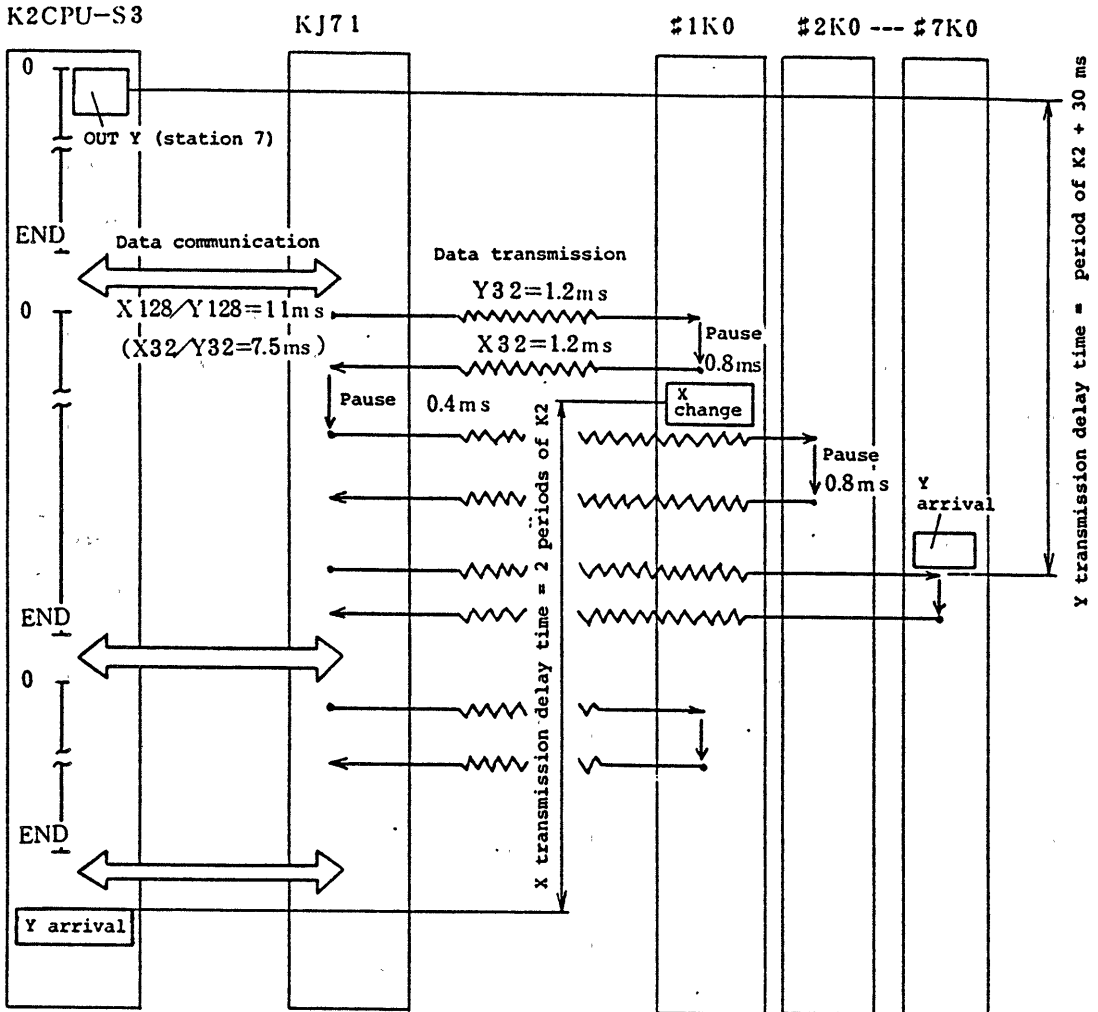 K2CPU-S3
KJ71
#1K0
#2K0 --- #7K0
0
OUT Y (station 7)
END
Data communication
Data transmission
Y32=1.2ms
0
X128/Y128=11ms
(X32/Y32=7.5ms)
X32=1.2ms
Pause
0.8ms
Pause
0.4ms
X
change
Pause
0.8ms
Y
arrival
END
0
END
Y arrival
X transmission delay time = 2 periods of K2
Y transmission delay time = period of K2 + 30 ms